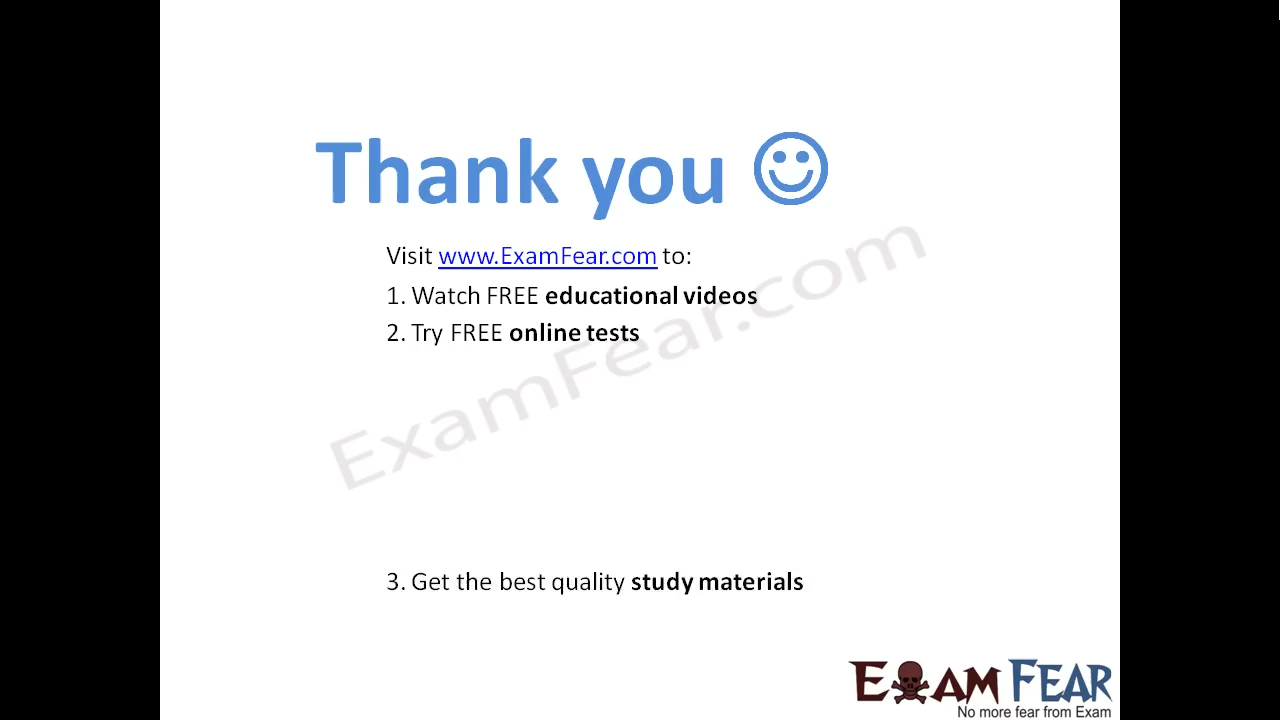 Thank you ☺
Visit www.ExamFear.com to:
1. Watch FREE educational videos
2. Try FREE online tests
ExamFear.com
3. Get the best quality study materials
EXAM FEAR
No more fear from Exam